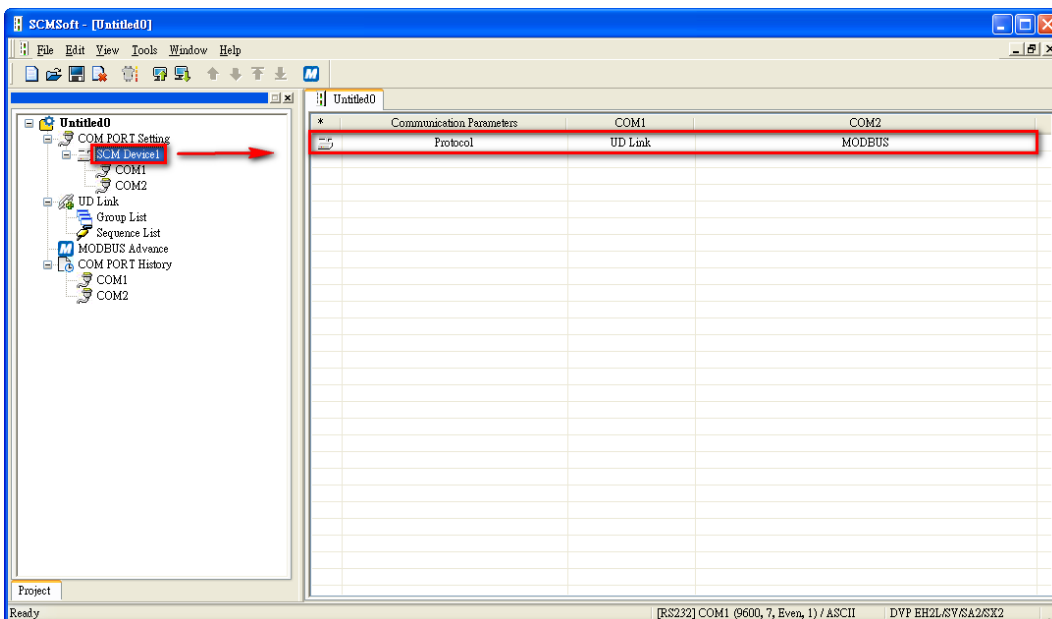 SCMSoft - [Untitled0]
File Edit View Tools Window Help
Untitled0
COM PORT Setting
SCM Device1
COM1
COM2
UD Link
Group List
Sequence List
MODBUS Advance
COM PORT History
COM1
COM2
Project
Untitled0
* Communication Parameters COM1 COM2
Protocol UD Link MODBUS
Ready [RS232] COM1 (9600, 7, Even, 1) / ASCII DVP EH2L/SV/SA2/SX2